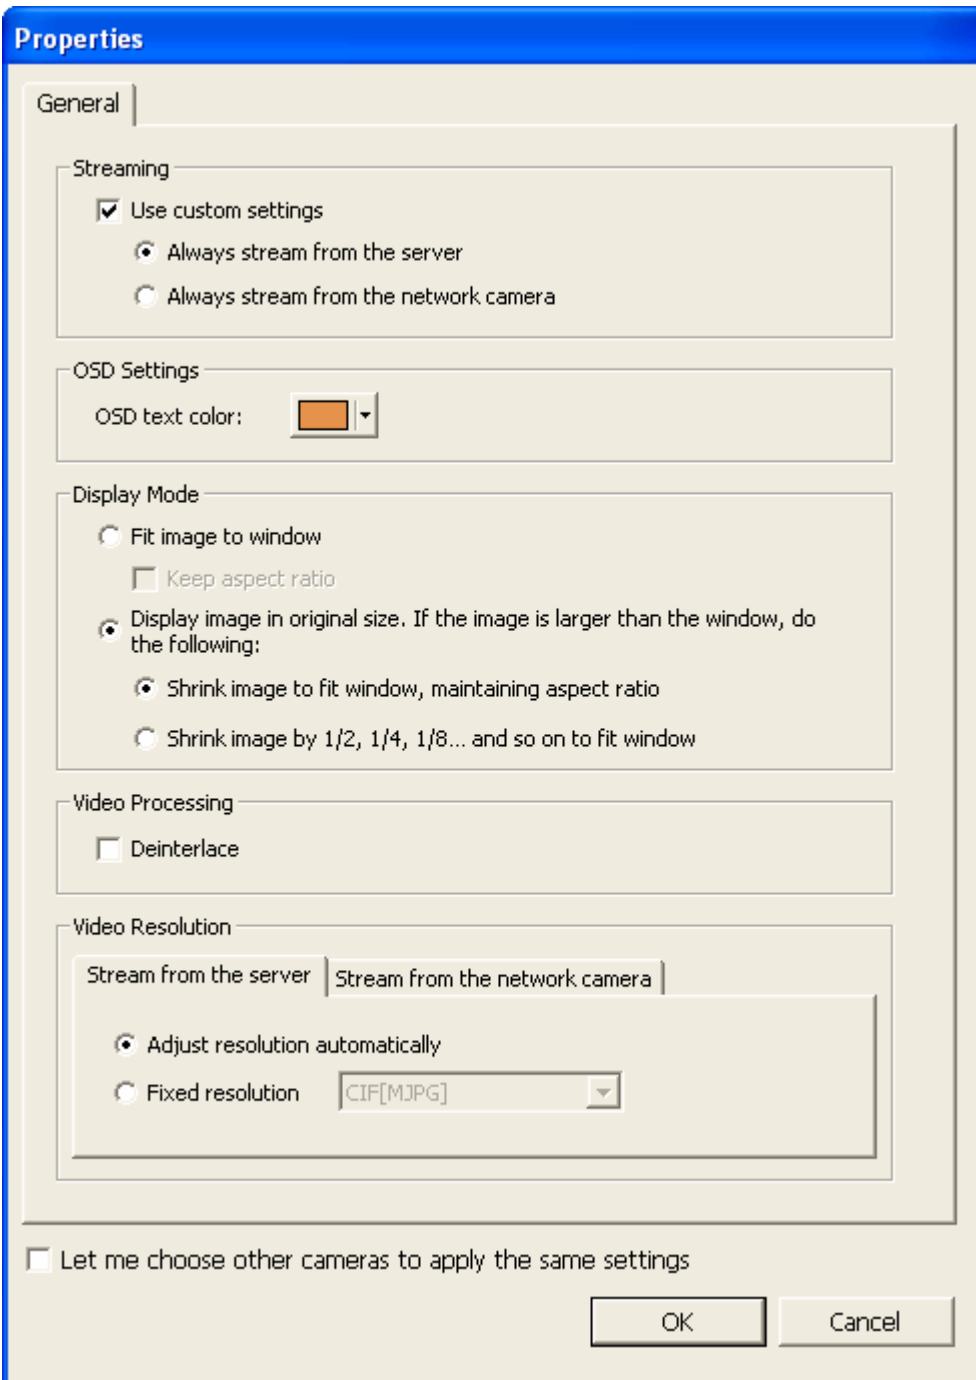 Properties
General
Streaming
Use custom settings
Always stream from the server
Always stream from the network camera
OSD Settings
OSD text color:
Display Mode
Fit image to window
Keep aspect ratio
Display image in original size. If the image is larger than the window, do
the following:
Shrink image to fit window, maintaining aspect ratio
Shrink image by 1/2, 1/4, 1/8... and so on to fit window
Video Processing
Deinterlace
Video Resolution
Stream from the server Stream from the network camera
Adjust resolution automatically
Fixed resolution CIF[MJPG]
Let me choose other cameras to apply the same settings
OK Cancel